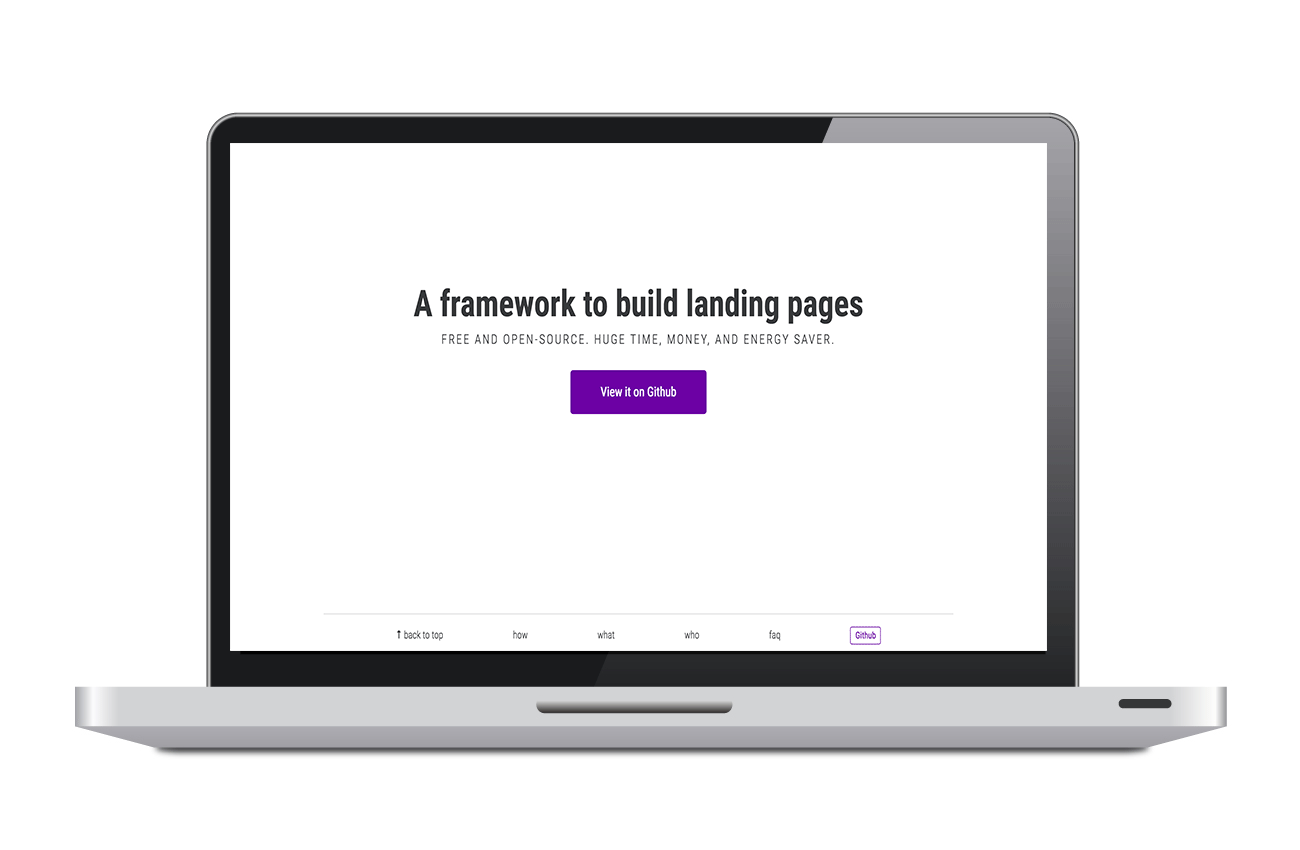 A framework to build landing pages
FREE AND OPEN-SOURCE. HUGE TIME, MONEY, AND ENERGY SAVER.
View it on Github
↑ back to top how what who faq Github